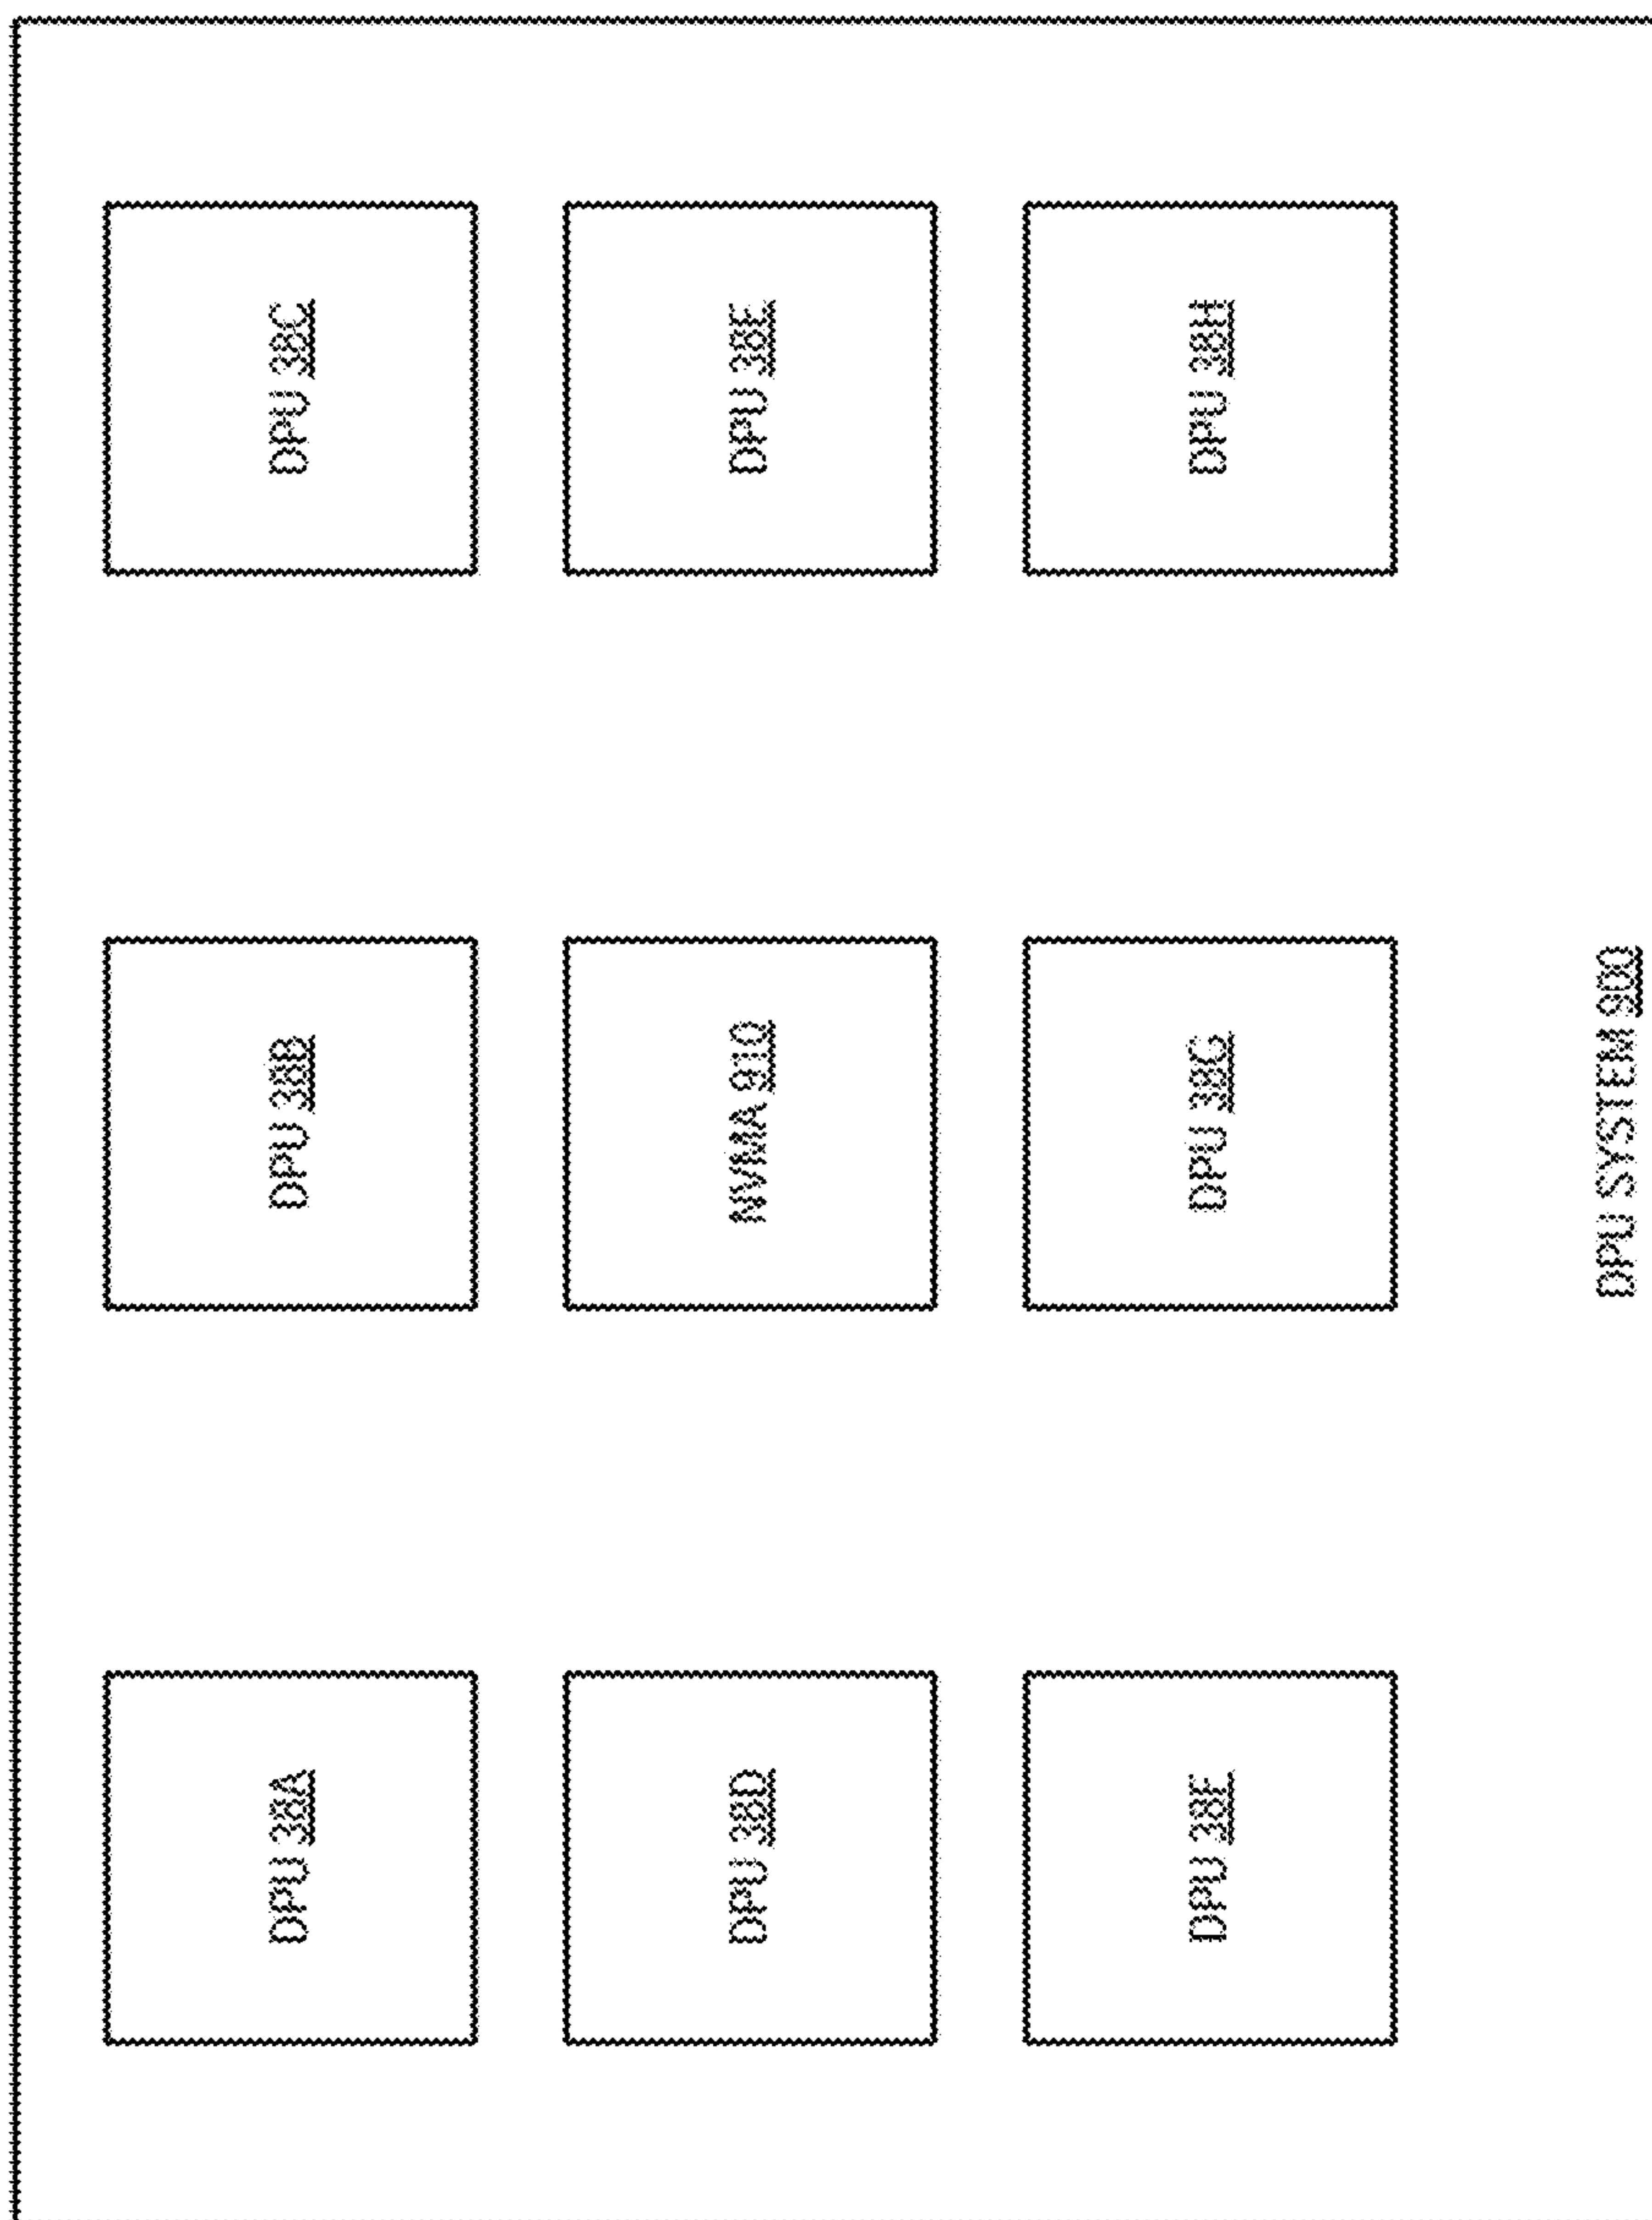 DPU 38A
DPU 38B
DPU 38C
DPU 38D
NVMA 910
DPU 38E
DPU 38F
DPU 38G
DPU 38H
DPU SYSTEM 900